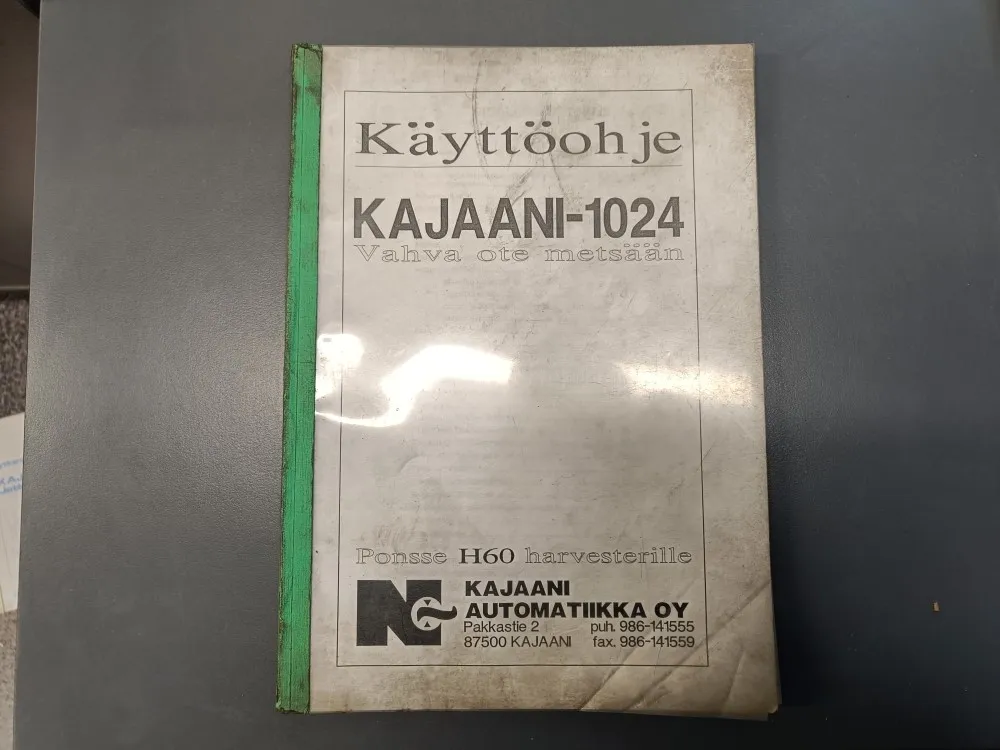 Käyttöohje
KAJAANI-1024
Vahva ote metsään
Ponsse H60 harvesterille
KAJAANI
AUTOMATIIKKA OY
Pakkastie 2 puh. 986-141555
87500 KAJAANI fax. 986-141559